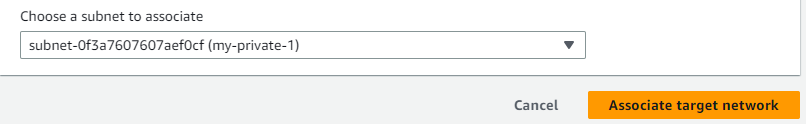 Choose a subnet to associate
subnet-0f3a7607607aef0cf (my-private-1)
Cancel
Associate target network